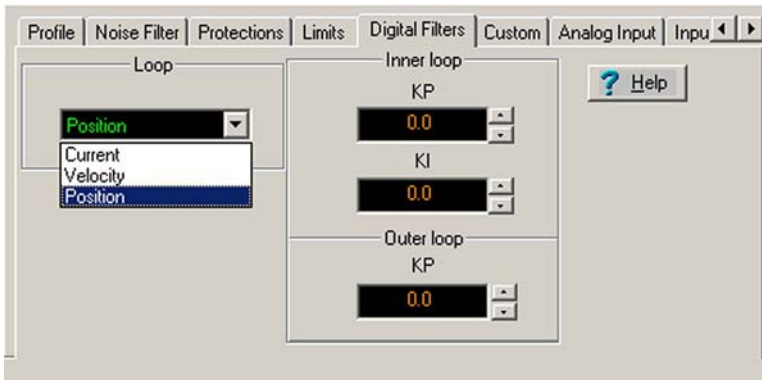 Profile Noise Filter Protections Limits Digital Filters Custom Analog Input Inpu
Loop
Position
Current
Velocity
Position
Inner loop
KP
0.0
KI
0.0
Outer loop
KP
0.0
? Help